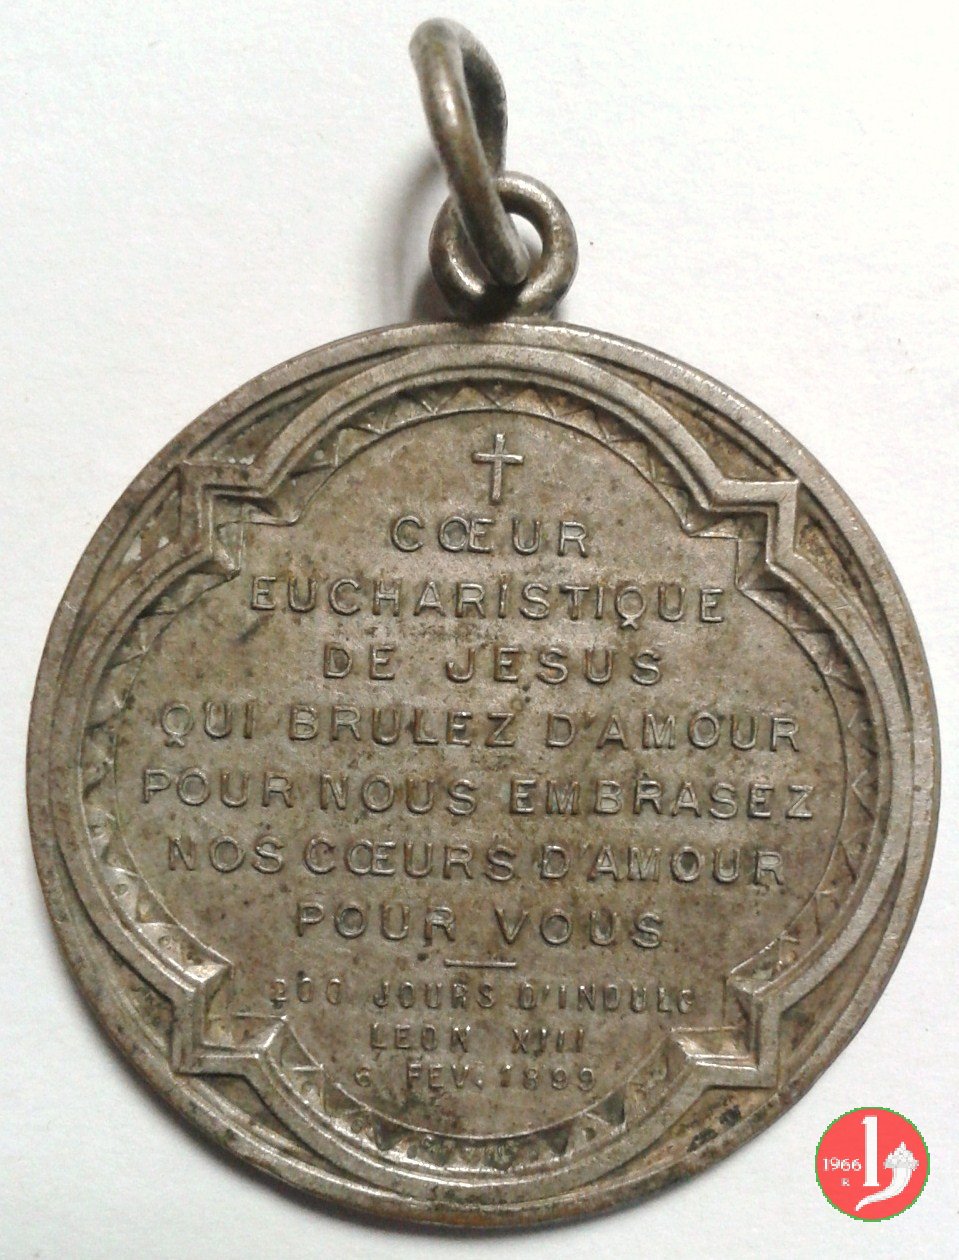 CŒUR
EUCHARISTIQUE
DE JESUS
QUI BRULEZ D'AMOUR
POUR NOUS EMBRASEZ
NOS CŒURS D'AMOUR
POUR VOUS
200 JOURS D'INDULG
LEON XIII
6 FEV. 1899
1966
R